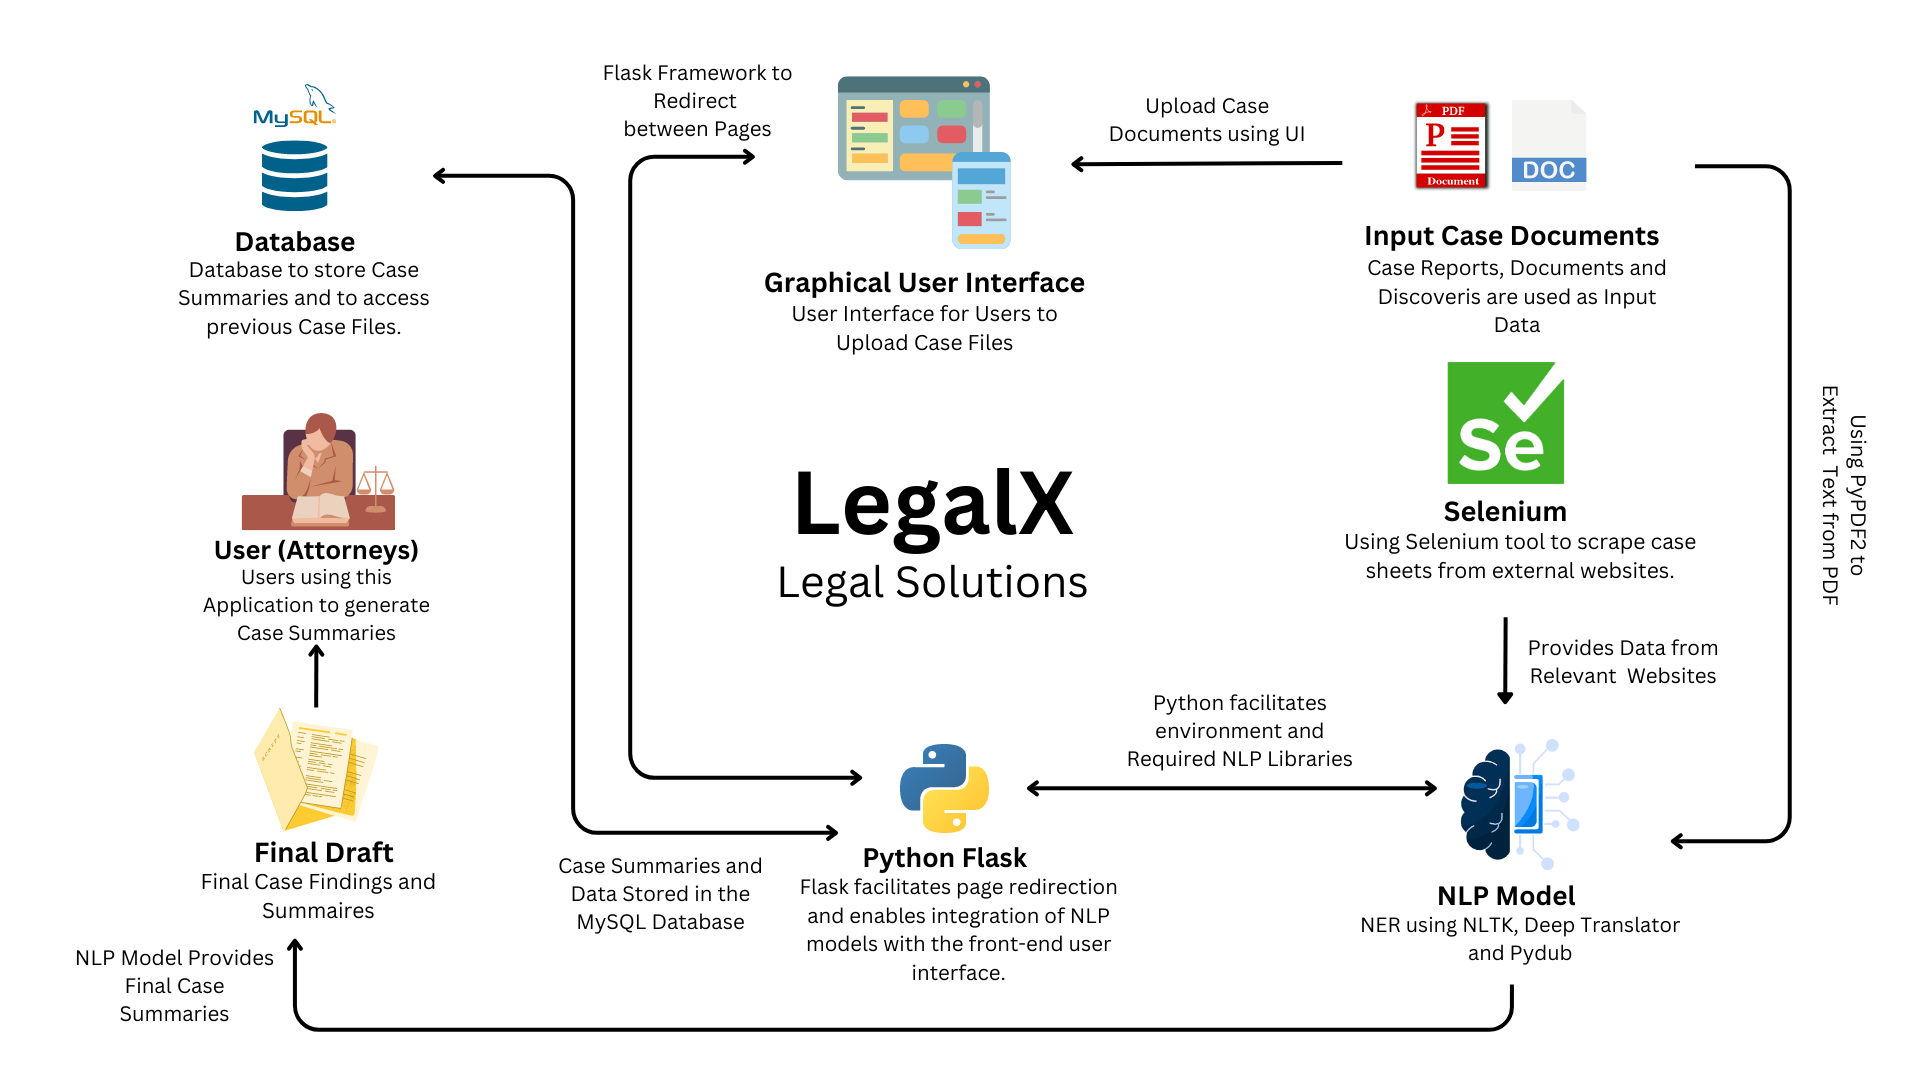 MySQL
Database
Database to store Case
Summaries and to access
previous Case Files.
Flask Framework to
Redirect
between Pages
Graphical User Interface
User Interface for Users to
Upload Case Files
Upload Case
Documents using UI
PDF
P
Document
DOC
Input Case Documents
Case Reports, Documents and
Discoveris are used as Input
Data
Using PyPDF2 to
Extract Text from PDF
Se
Selenium
Using Selenium tool to scrape case
sheets from external websites.
Provides Data from
Relevant Websites
User (Attorneys)
Users using this
Application to generate
Case Summaries
LegalX
Legal Solutions
Python facilitates
environment and
Required NLP Libraries
Final Draft
Final Case Findings and
Summaires
Case Summaries and
Data Stored in the
MySQL Database
Python Flask
Flask facilitates page redirection
and enables integration of NLP
models with the front-end user
interface.
NLP Model
NER using NLTK, Deep Translator
and Pydub
NLP Model Provides
Final Case
Summaries